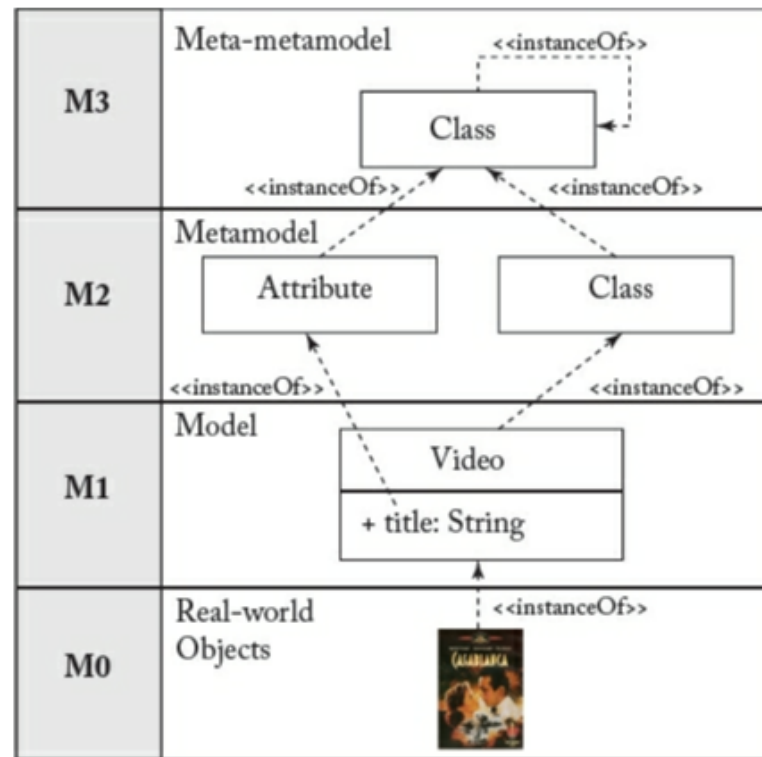 Meta-metamodel
<<instanceOf>>
M3
Class
<<instanceOf>>
<<instanceOf>>
Metamodel
M2
Attribute
Class
<<instanceOf>>
<<instanceOf>>
Model
Video
M1
+ title: String
Real-world
<<instanceOf>>
Objects
M0
CASABLANCA